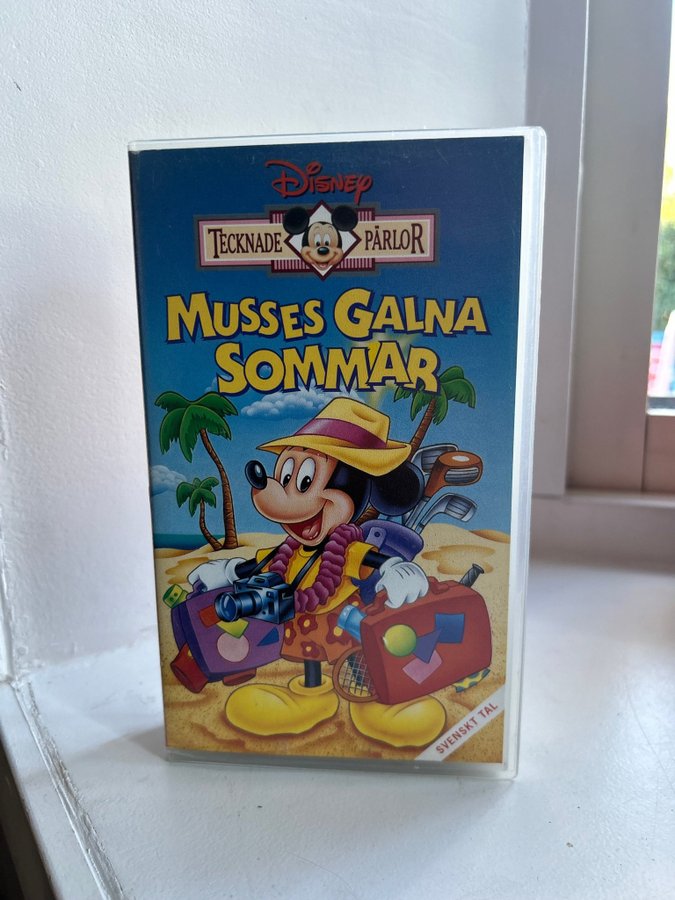 Disney
TECKNADE PÄRLOR
MUSSES GALNA
SOMMAR
SVENSKT TAL